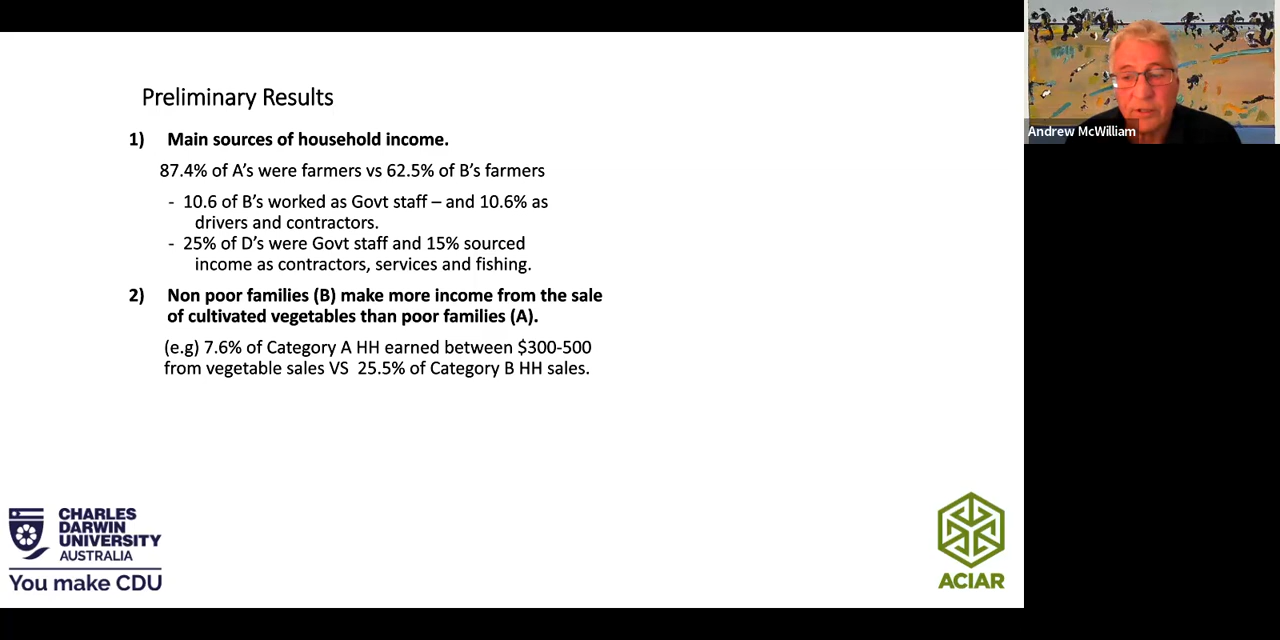 Preliminary Results
1) Main sources of household income.
87.4% of A's were farmers vs 62.5% of B's farmers
- 10.6 of B's worked as Govt staff – and 10.6% as
drivers and contractors.
- 25% of D's were Govt staff and 15% sourced
income as contractors, services and fishing.
2) Non poor families (B) make more income from the sale
of cultivated vegetables than poor families (A).
(e.g) 7.6% of Category A HH earned between $300-500
from vegetable sales VS 25.5% of Category B HH sales.
CHARLES
DARWIN
UNIVERSITY
AUSTRALIA
You make CDU
ACIAR
Andrew McWilliam